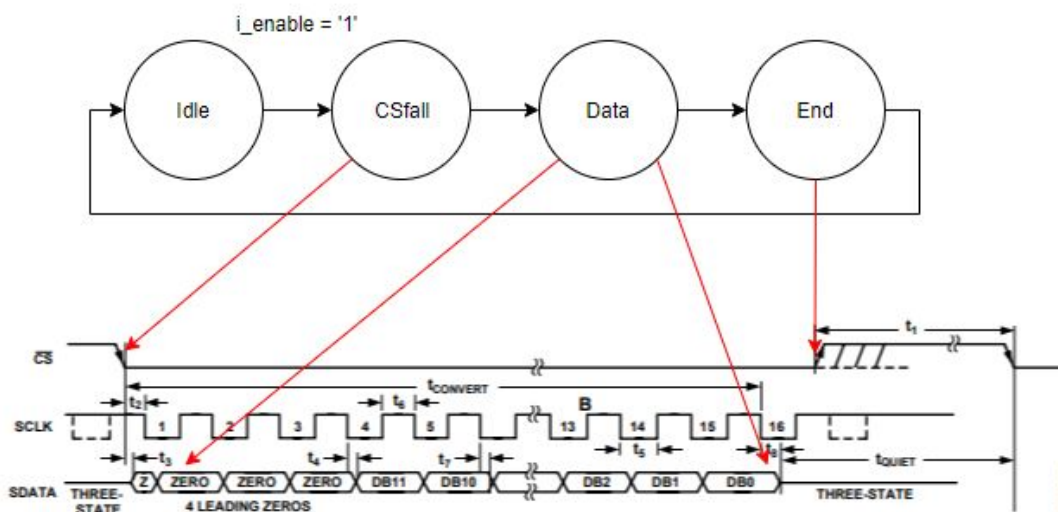 i_enable = '1'
Idle CSfall Data End
t1
CS
tCONVERT
t2 t6 B
SCLK 1 2 3 4 5 13 14 15 16
t3 t4 t7 t5 t8 tQUIET
SDATA Z ZERO ZERO ZERO DB11 DB10 DB2 DB1 DB0
THREE-STATE 4 LEADING ZEROS THREE-STATE